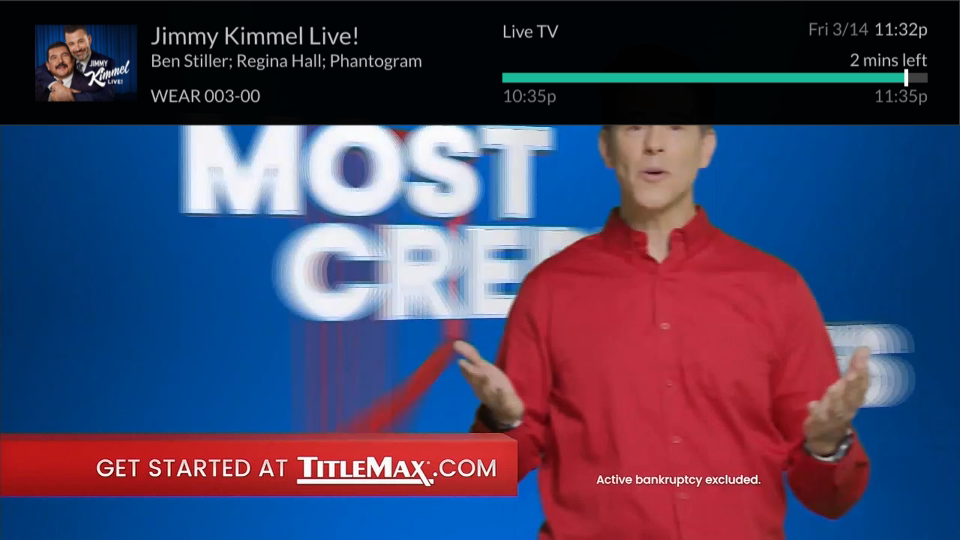 Jimmy Kimmel Live!
Ben Stiller; Regina Hall; Phantogram
WEAR 003-00
JIMMY
Kimmel
LIVE!
Live TV
Fri 3/14 11:32p
2 mins left
10:35p
11:35p
MOST
CRE
GET STARTED AT TITLEMAX.COM
Active bankruptcy excluded.